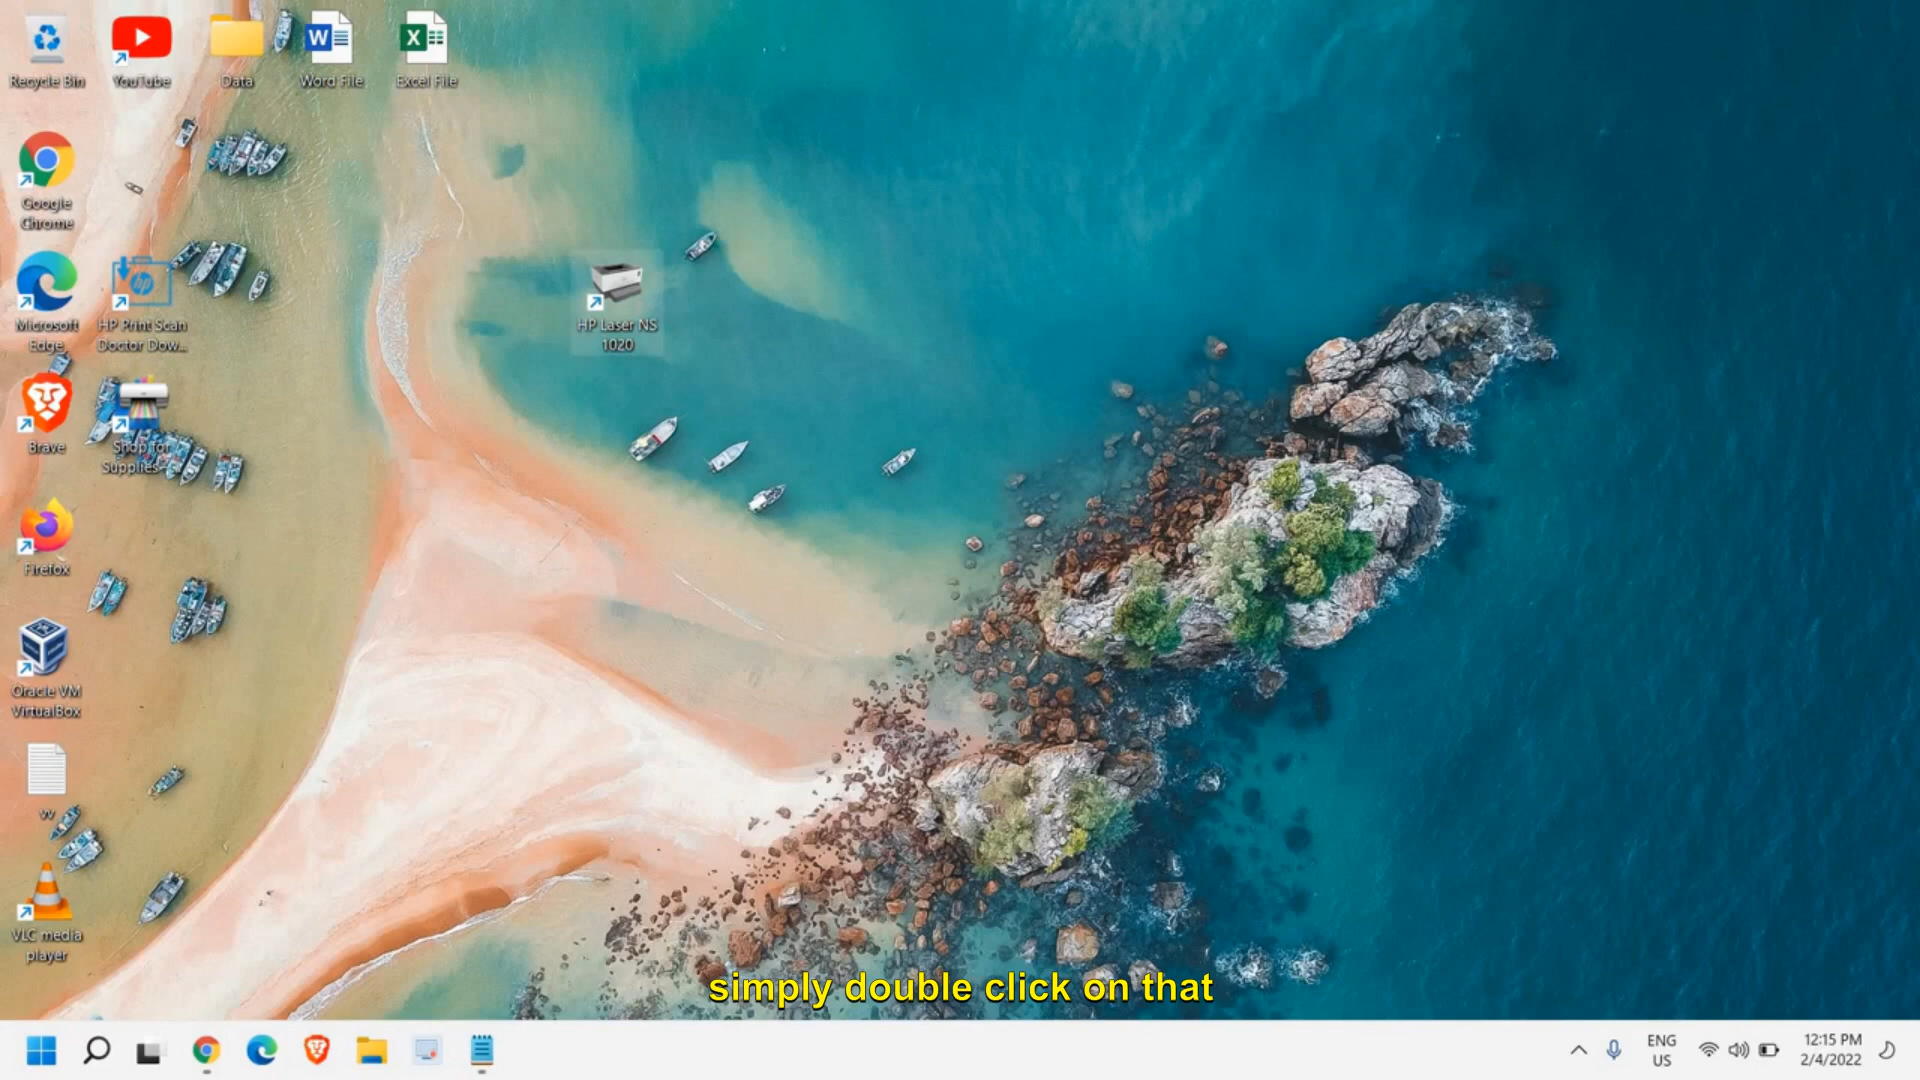 Recycle Bin
YouTube
Data
Word File
Excel File
Google
Chrome
Microsoft
Edge
HP Print Scan
Doctor Dow...
HP Laser NS
1020
Brave
Shop for
Supplies
Firefox
Oracle VM
VirtualBox
vv
VLC media
player
simply double click on that
ENG
US
12:15 PM
2/4/2022